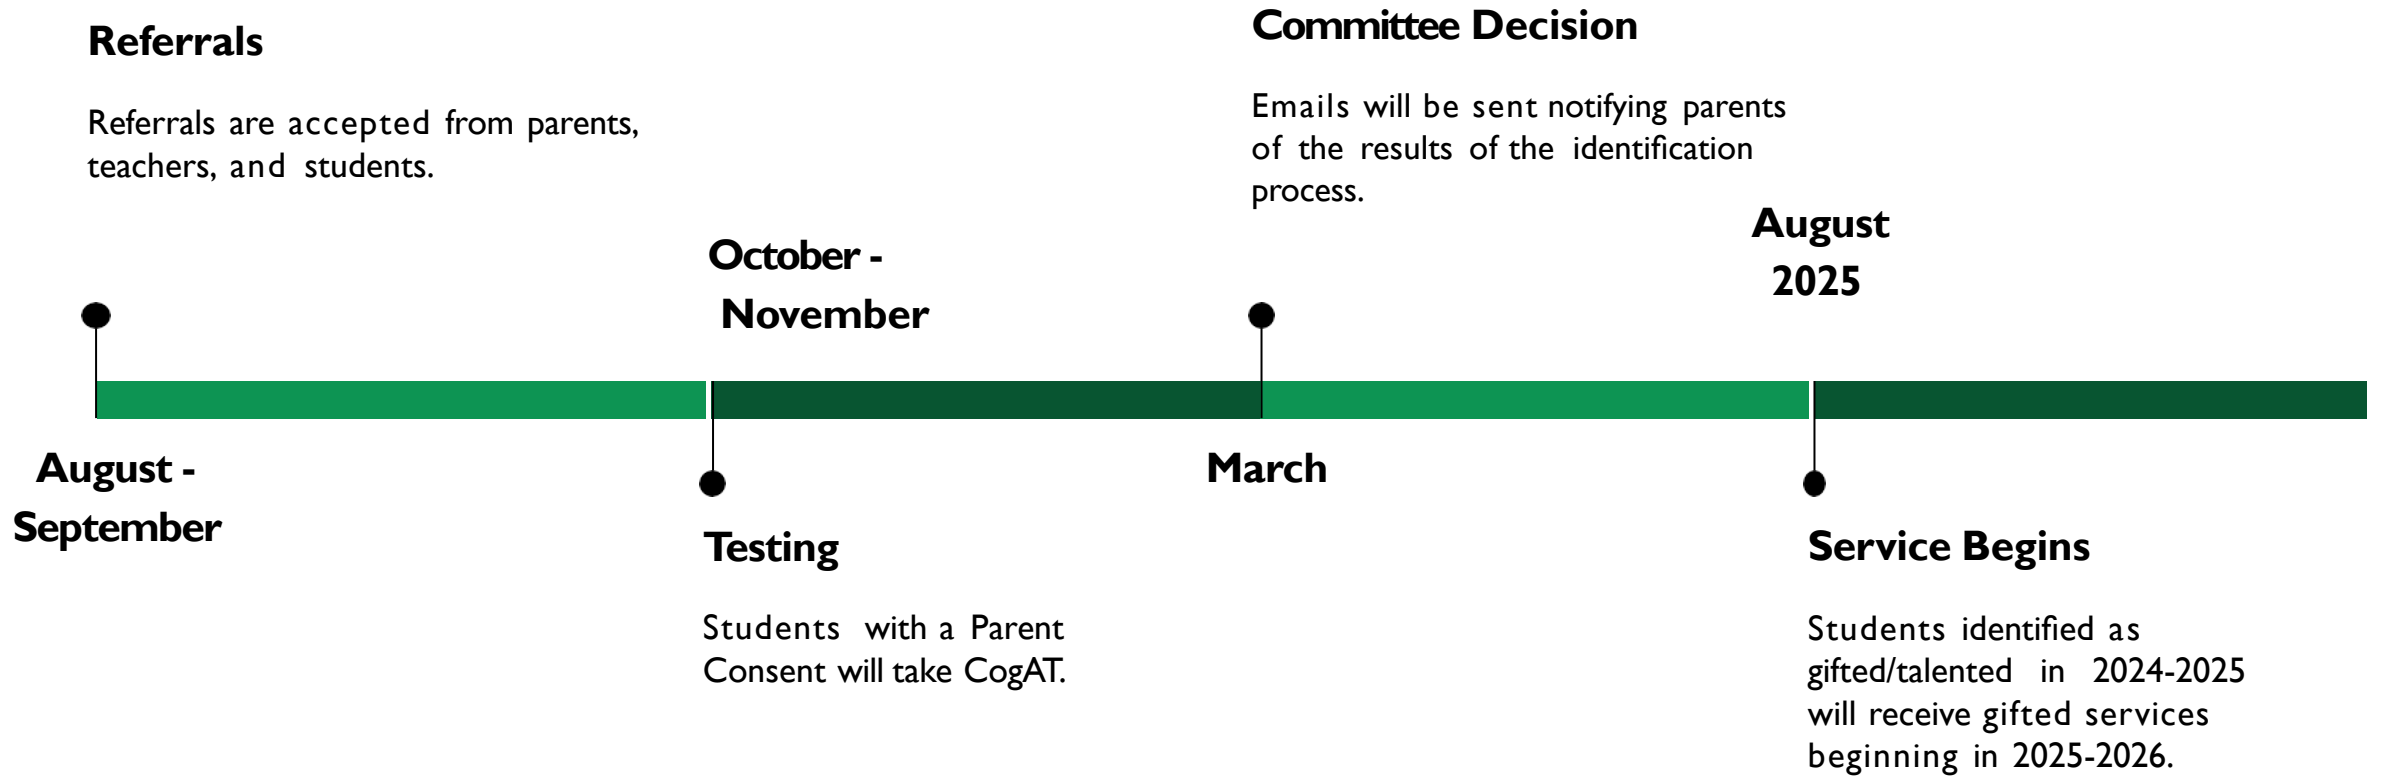 Referrals
Referrals are accepted from parents,
teachers, and students.
August -
September
October -
November
Testing
Students with a Parent
Consent will take CogAT.
Committee Decision
Emails will be sent notifying parents
of the results of the identification
process.
March
August
2025
Service Begins
Students identified as
gifted/talented in 2024-2025
will receive gifted services
beginning in 2025-2026.